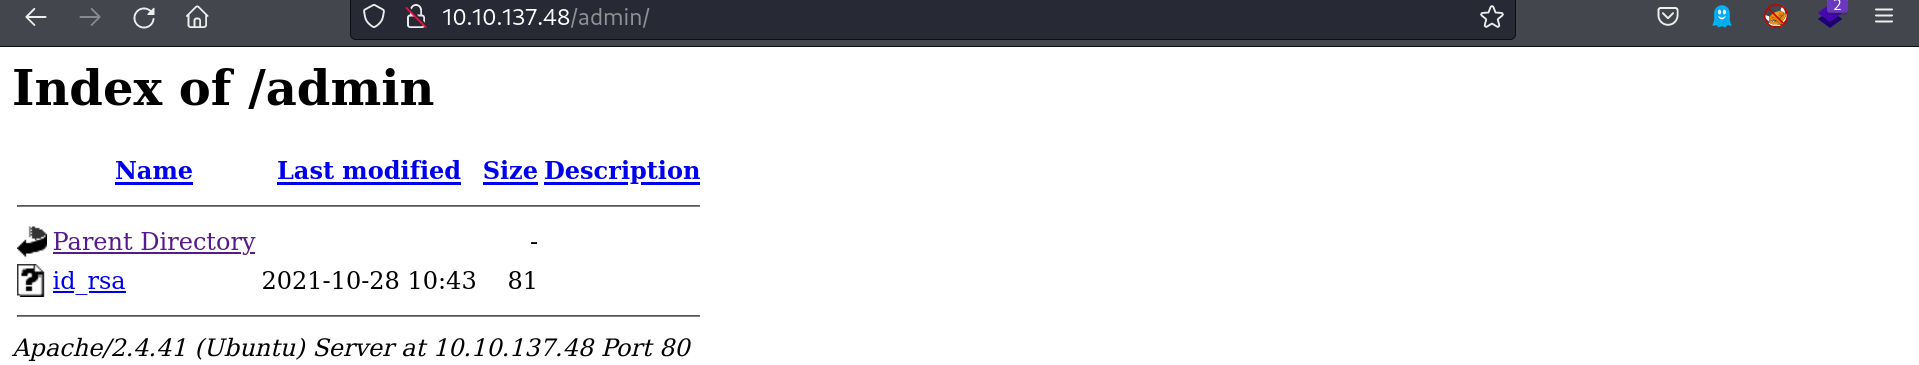 10.10.137.48/admin/
2
Index of /admin
Name Last modified Size Description
Parent Directory -
id_rsa 2021-10-28 10:43 81
Apache/2.4.41 (Ubuntu) Server at 10.10.137.48 Port 80